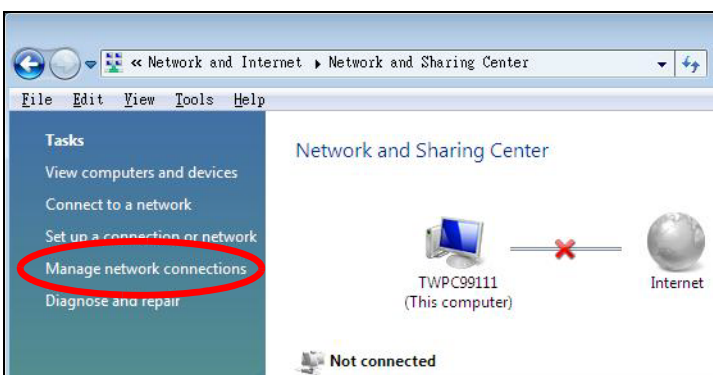 « Network and Internet ▸ Network and Sharing Center
File Edit View Tools Help
Tasks
View computers and devices
Connect to a network
Set up a connection or network
Manage network connections
Diagnose and repair
Network and Sharing Center
TWPC99111
(This computer)
Internet
Not connected